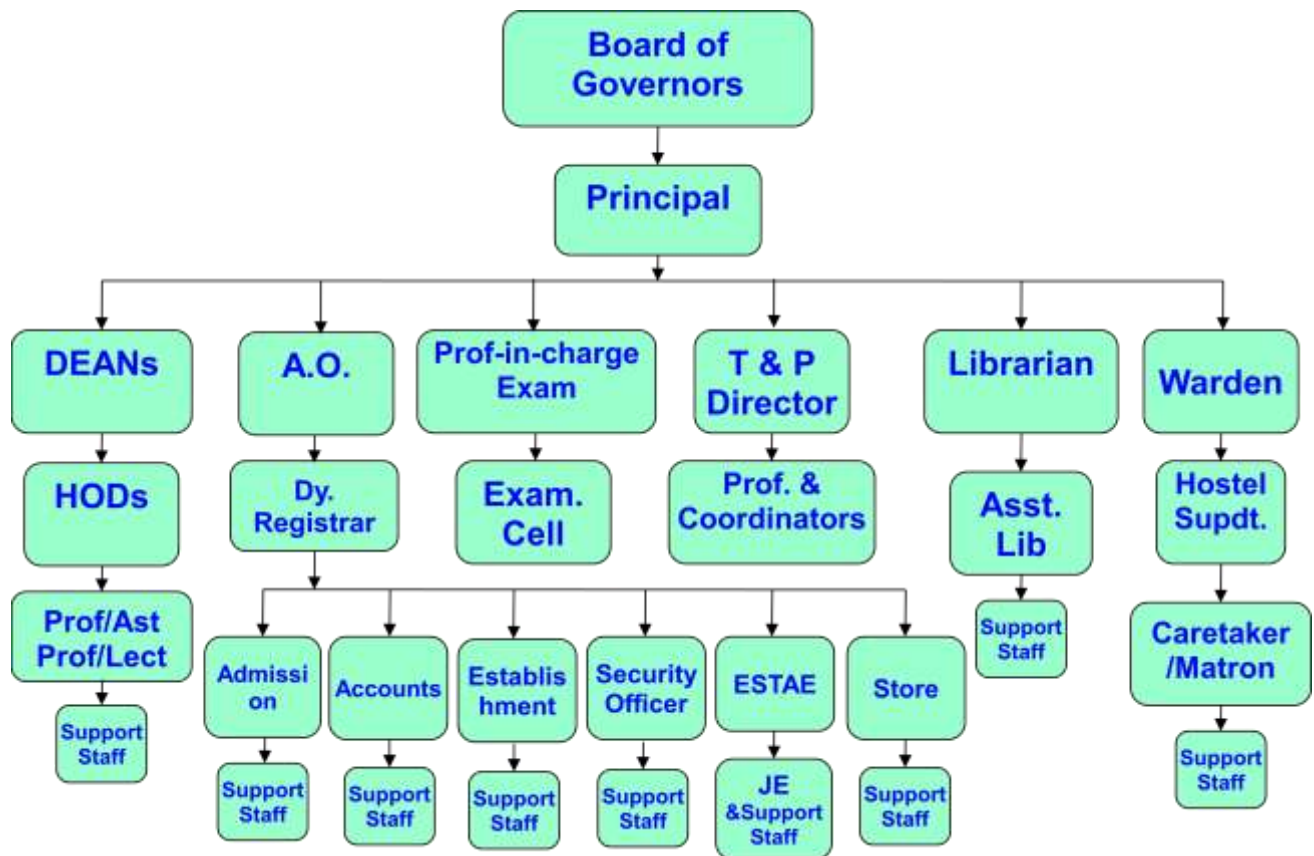 Board of
Governors
Principal
DEANs
A.O.
Prof-in-charge
Exam
T & P
Director
Librarian
Warden
HODs
Dy.
Registrar
Exam.
Cell
Prof. &
Coordinators
Asst.
Lib
Hostel
Supdt.
Prof/Ast
Prof/Lect
Admissi
on
Accounts
Establis
hment
Security
Officer
ESTAE
Store
Support
Staff
Caretaker
/Matron
Support
Staff
Support
Staff
Support
Staff
Support
Staff
Support
Staff
JE
&Support
Staff
Support
Staff
Support
Staff